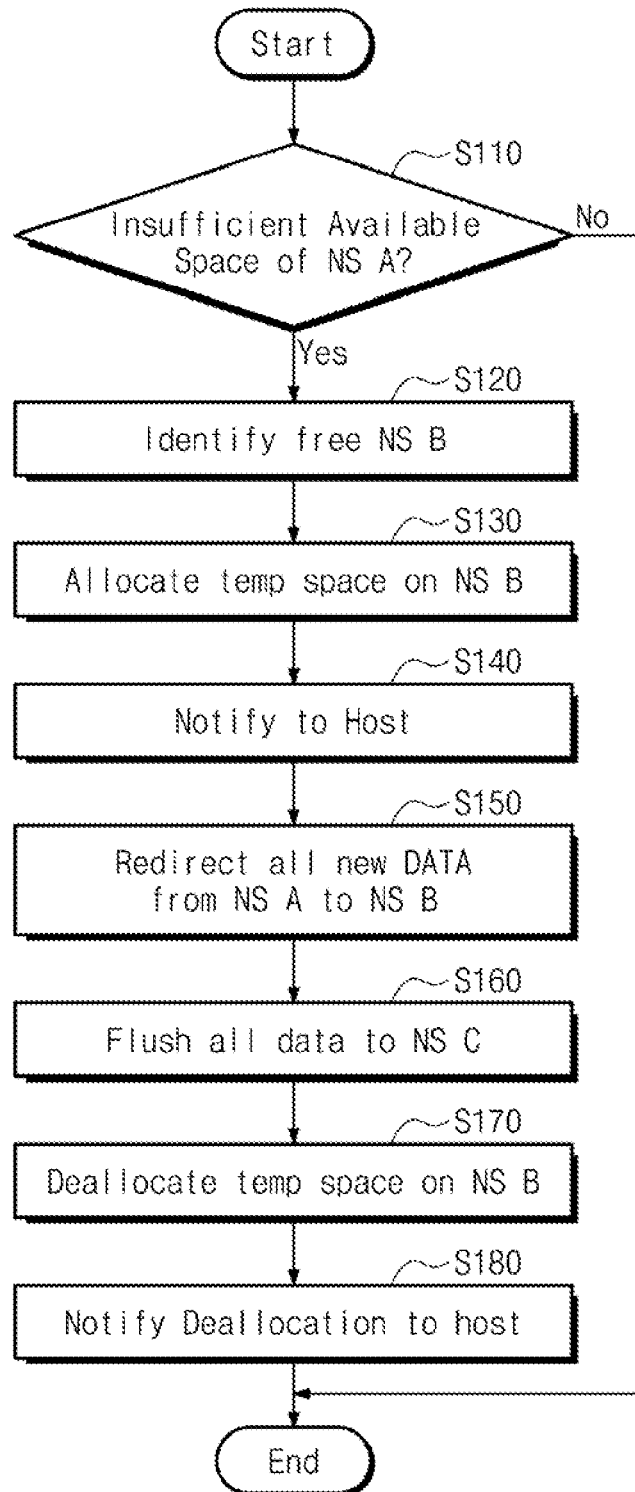 Start
S110
Insufficient Available
Space of NS A?
No
Yes
S120
Identify free NS B
S130
Allocate temp space on NS B
S140
Notify to Host
S150
Redirect all new DATA
from NS A to NS B
S160
Flush all data to NS C
S170
Deallocate temp space on NS B
S180
Notify Deallocation to host
End